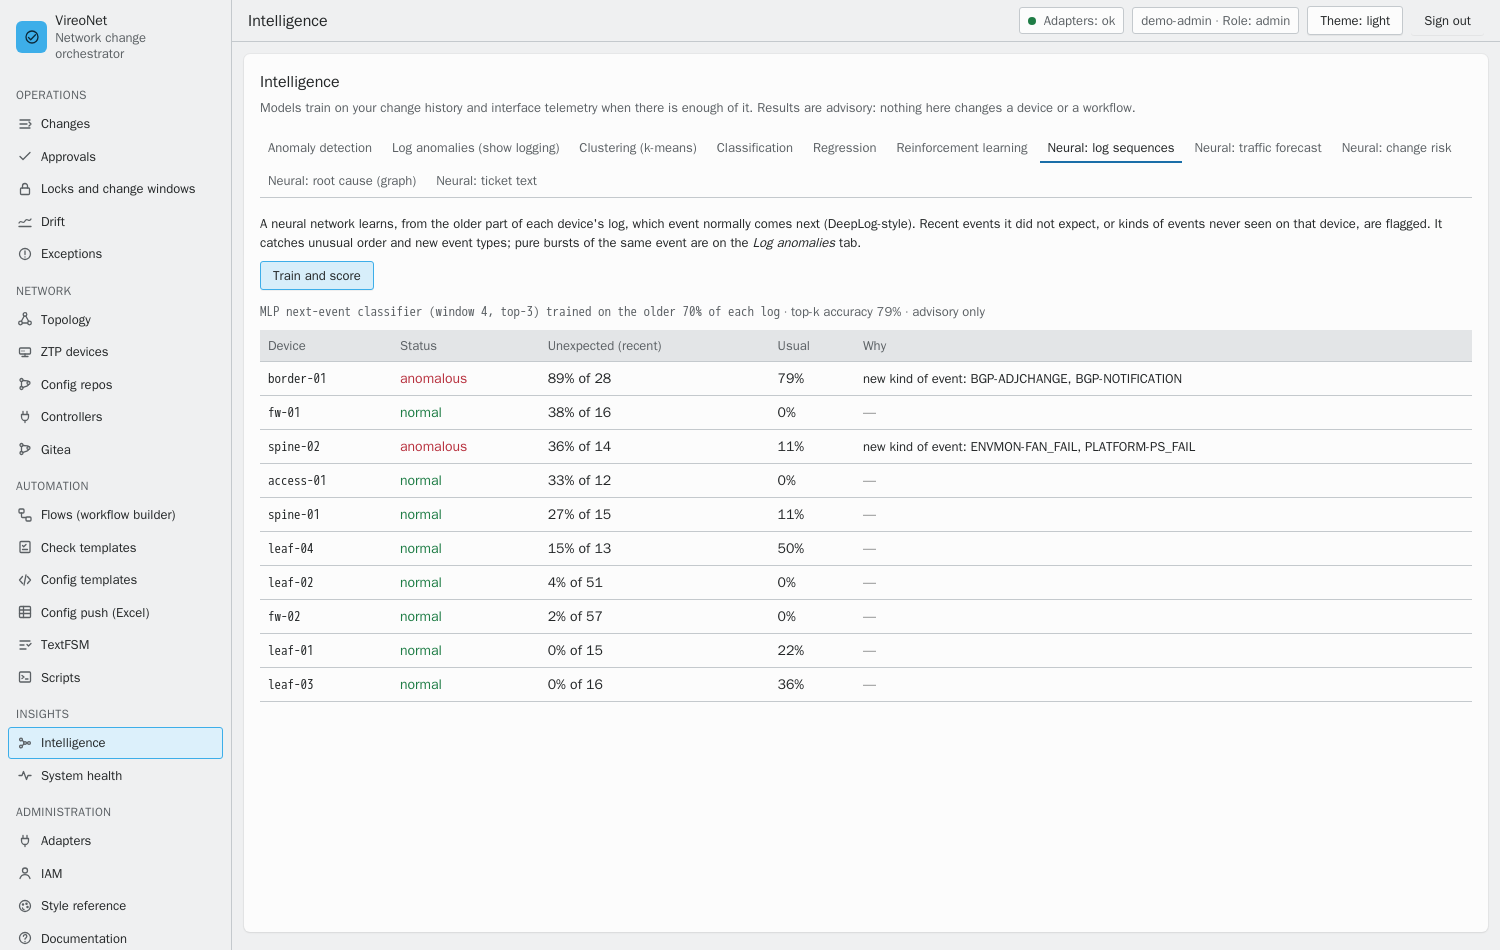 VireoNet
Network change
orchestrator
OPERATIONS
Changes
Approvals
Locks and change windows
Drift
Exceptions
NETWORK
Topology
ZTP devices
Config repos
Controllers
Gitea
AUTOMATION
Flows (workflow builder)
Check templates
Config templates
Config push (Excel)
TextFSM
Scripts
INSIGHTS
Intelligence
System health
ADMINISTRATION
Adapters
IAM
Style reference
Documentation
Intelligence
Adapters: ok
demo-admin · Role: admin
Theme: light
Sign out
Intelligence
Models train on your change history and interface telemetry when there is enough of it. Results are advisory: nothing here changes a device or a workflow.
Anomaly detection Log anomalies (show logging) Clustering (k-means) Classification Regression Reinforcement learning Neural: log sequences Neural: traffic forecast Neural: change risk
Neural: root cause (graph) Neural: ticket text
A neural network learns, from the older part of each device's log, which event normally comes next (DeepLog-style). Recent events it did not expect, or kinds of events never seen on that device, are flagged. It
catches unusual order and new event types; pure bursts of the same event are on the Log anomalies tab.
Train and score
MLP next-event classifier (window 4, top-3) trained on the older 70% of each log · top-k accuracy 79% · advisory only
Device Status Unexpected (recent) Usual Why
border-01 anomalous 89% of 28 79% new kind of event: BGP-ADJCHANGE, BGP-NOTIFICATION
fw-01 normal 38% of 16 0% —
spine-02 anomalous 36% of 14 11% new kind of event: ENVMON-FAN_FAIL, PLATFORM-PS_FAIL
access-01 normal 33% of 12 0% —
spine-01 normal 27% of 15 11% —
leaf-04 normal 15% of 13 50% —
leaf-02 normal 4% of 51 0% —
fw-02 normal 2% of 57 0% —
leaf-01 normal 0% of 15 22% —
leaf-03 normal 0% of 16 36% —